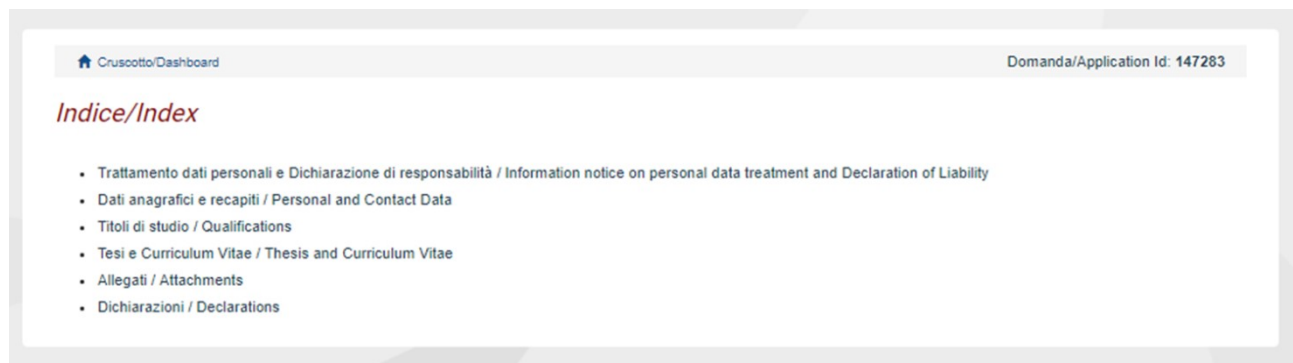 Cruscotto/Dashboard Domanda/Application Id: 147283
Indice/Index
• Trattamento dati personali e Dichiarazione di responsabilità / Information notice on personal data treatment and Declaration of Liability
• Dati anagrafici e recapiti / Personal and Contact Data
• Titoli di studio / Qualifications
• Tesi e Curriculum Vitae / Thesis and Curriculum Vitae
• Allegati / Attachments
• Dichiarazioni / Declarations